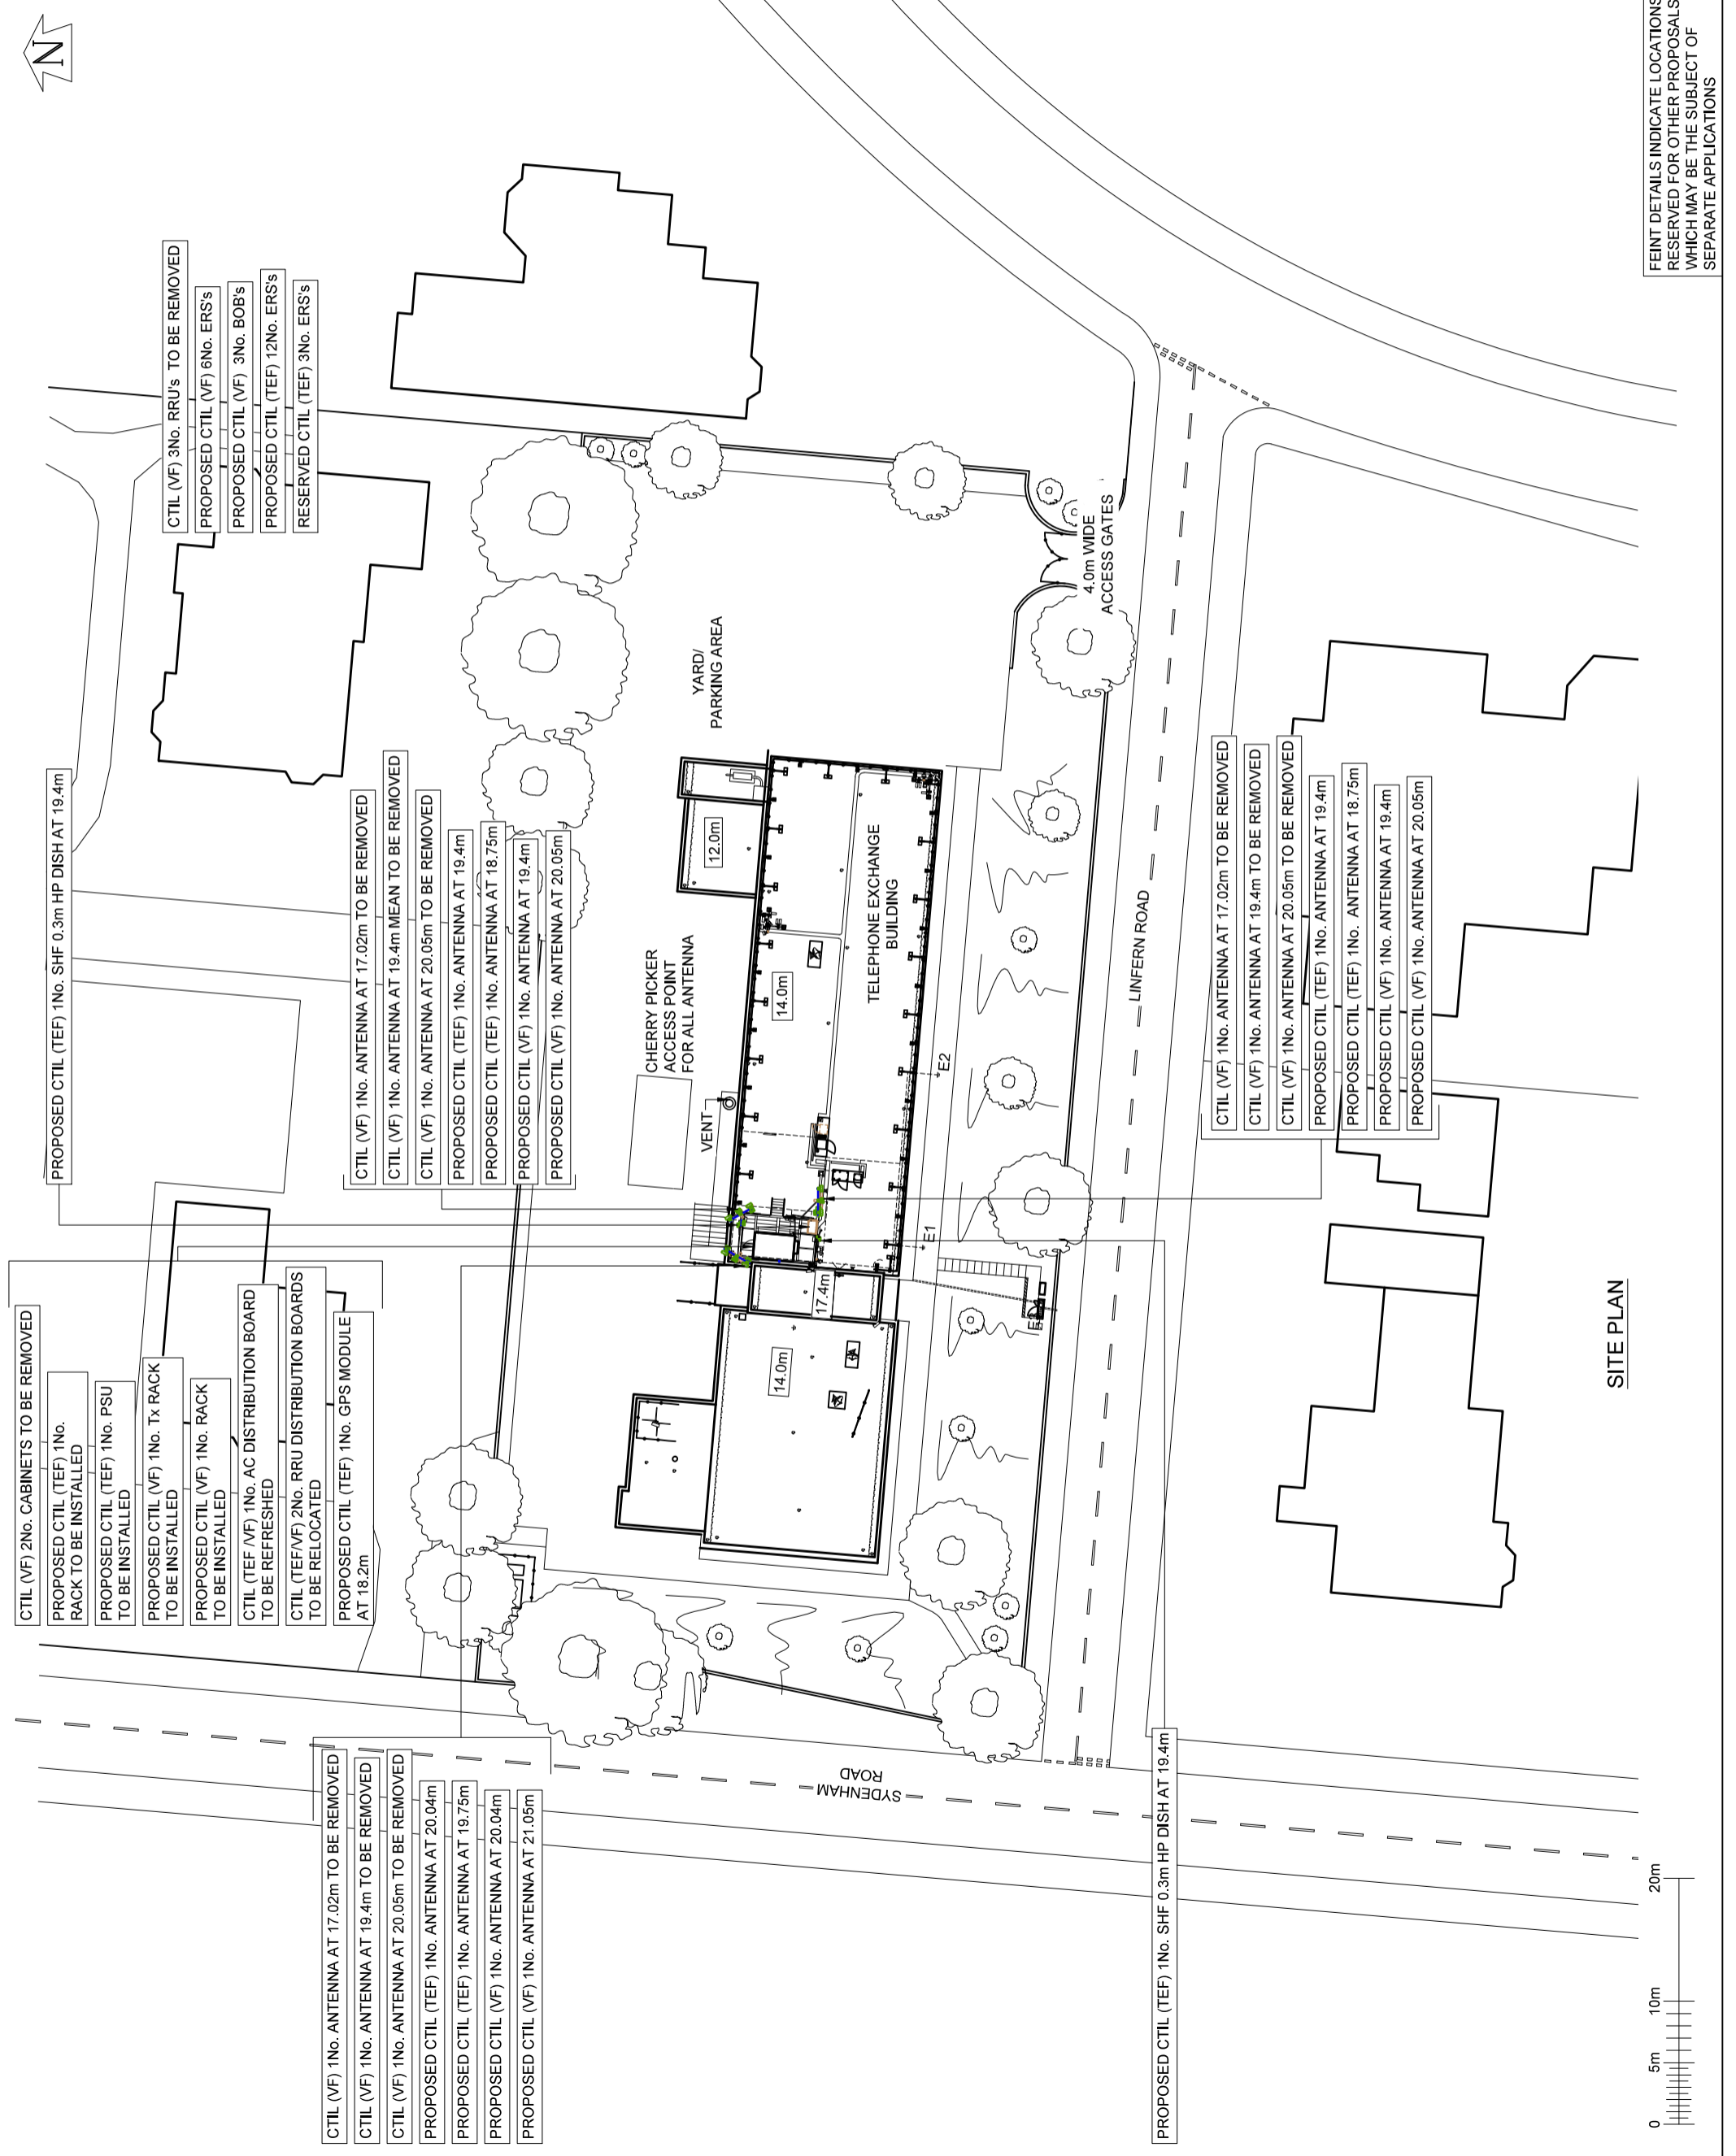 N
CTIL (VF) 2No. CABINETS TO BE REMOVED
PROPOSED CTIL (TEF) 1No.
RACK TO BE INSTALLED
PROPOSED CTIL (TEF) 1No. PSU
TO BE INSTALLED
PROPOSED CTIL (VF) 1No. Tx RACK
TO BE INSTALLED
PROPOSED CTIL (VF) 1No. RACK
TO BE INSTALLED
CTIL (TEF /VF) 1No. AC DISTRIBUTION BOARD
TO BE REFRESHED
CTIL (TEF/VF) 2No. RRU DISTRIBUTION BOARDS
TO BE RELOCATED
PROPOSED CTIL (TEF) 1No. GPS MODULE
AT 18.2m
PROPOSED CTIL (TEF) 1No. SHF 0.3m HP DISH AT 19.4m
CTIL (VF) 3No. RRU's TO BE REMOVED
PROPOSED CTIL (VF) 6No. ERS's
PROPOSED CTIL (VF) 3No. BOB's
PROPOSED CTIL (TEF) 12No. ERS's
RESERVED CTIL (TEF) 3No. ERS's
CTIL (VF) 1No. ANTENNA AT 17.02m TO BE REMOVED
CTIL (VF) 1No. ANTENNA AT 19.4m TO BE REMOVED
CTIL (VF) 1No. ANTENNA AT 20.05m TO BE REMOVED
PROPOSED CTIL (TEF) 1No. ANTENNA AT 20.04m
PROPOSED CTIL (TEF) 1No. ANTENNA AT 19.75m
PROPOSED CTIL (VF) 1No. ANTENNA AT 20.04m
PROPOSED CTIL (VF) 1No. ANTENNA AT 21.05m
CTIL (VF) 1No. ANTENNA AT 17.02m TO BE REMOVED
CTIL (VF) 1No. ANTENNA AT 19.4m MEAN TO BE REMOVED
CTIL (VF) 1No. ANTENNA AT 20.05m TO BE REMOVED
PROPOSED CTIL (TEF) 1No. ANTENNA AT 19.4m
PROPOSED CTIL (TEF) 1No. ANTENNA AT 18.75m
PROPOSED CTIL (VF) 1No. ANTENNA AT 19.4m
PROPOSED CTIL (VF) 1No. ANTENNA AT 20.05m
CHERRY PICKER
ACCESS POINT
FOR ALL ANTENNA
VENT
YARD/
PARKING AREA
12.0m
14.0m
14.0m
17.4m
TELEPHONE EXCHANGE
BUILDING
E1
E2
4.0m WIDE
ACCESS GATES
SYDENHAM
ROAD
LINFERN ROAD
PROPOSED CTIL (TEF) 1No. SHF 0.3m HP DISH AT 19.4m
CTIL (VF) 1No. ANTENNA AT 17.02m TO BE REMOVED
CTIL (VF) 1No. ANTENNA AT 19.4m TO BE REMOVED
CTIL (VF) 1No. ANTENNA AT 20.05m TO BE REMOVED
PROPOSED CTIL (TEF) 1No. ANTENNA AT 19.4m
PROPOSED CTIL (TEF) 1No. ANTENNA AT 18.75m
PROPOSED CTIL (VF) 1No. ANTENNA AT 19.4m
PROPOSED CTIL (VF) 1No. ANTENNA AT 20.05m
SITE PLAN
0 5m 10m 20m
FEINT DETAILS INDICATE LOCATIONS
RESERVED FOR OTHER PROPOSALS
WHICH MAY BE THE SUBJECT OF
SEPARATE APPLICATIONS